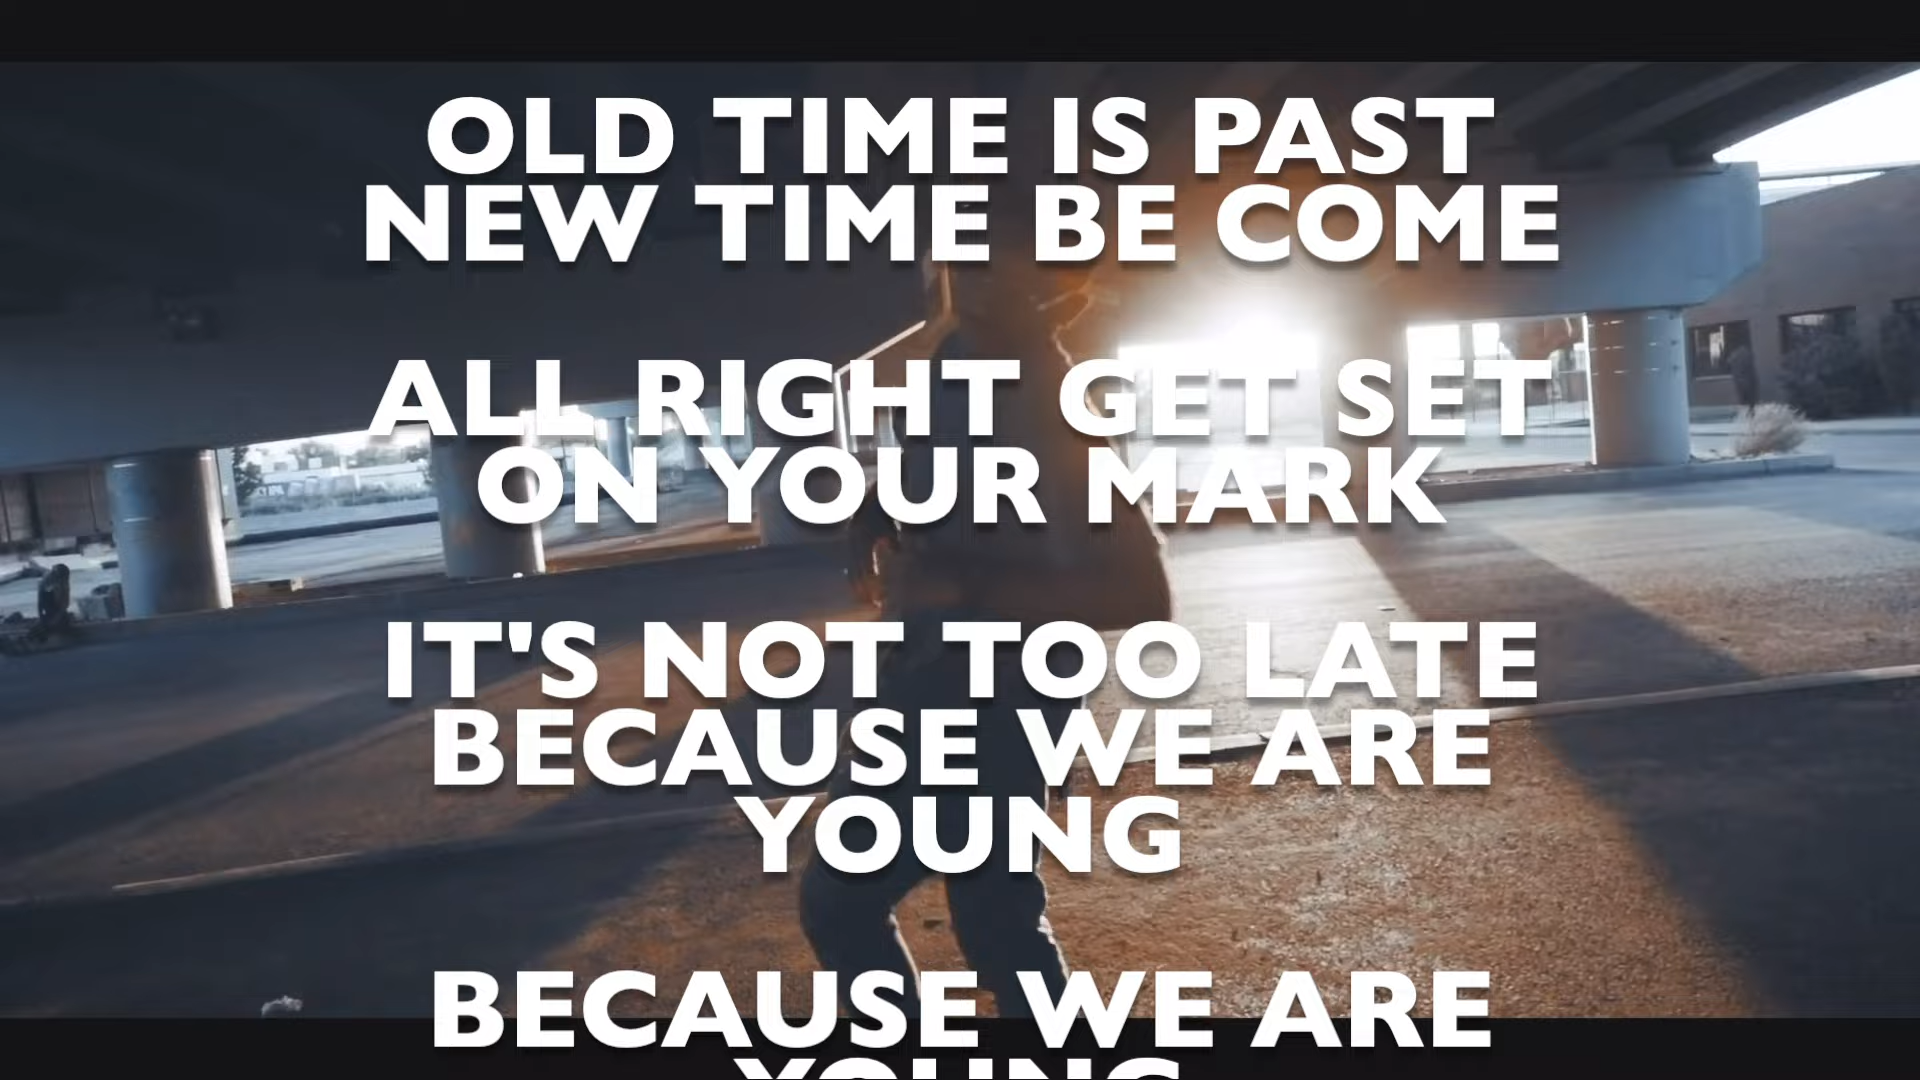 OLD TIME IS PAST
NEW TIME BE COME
ALL RIGHT GET SET
ON YOUR MARK
IT'S NOT TOO LATE
BECAUSE WE ARE
YOUNG
BECAUSE WE ARE
YOUNG